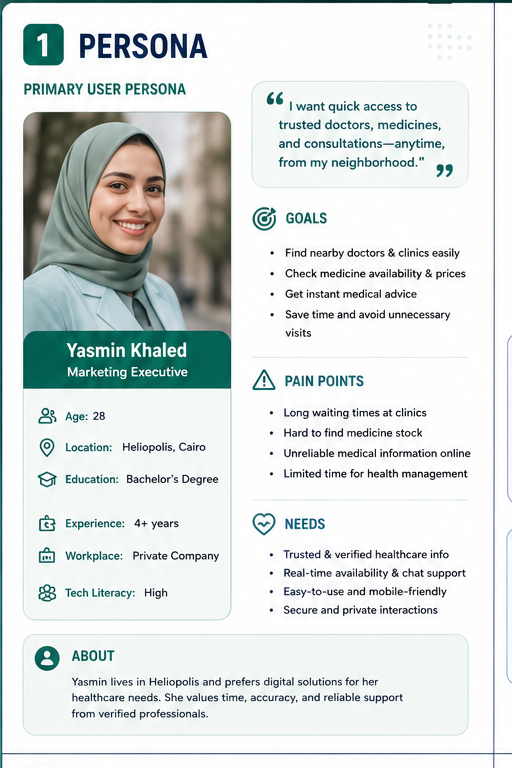 1 PERSONA
PRIMARY USER PERSONA
Yasmin Khaled
Marketing Executive
Age: 28
Location: Heliopolis, Cairo
Education: Bachelor's Degree
Experience: 4+ years
Workplace: Private Company
Tech Literacy: High
“ I want quick access to
trusted doctors, medicines,
and consultations—anytime,
from my neighborhood.” ”
GOALS
• Find nearby doctors & clinics easily
• Check medicine availability & prices
• Get instant medical advice
• Save time and avoid unnecessary
visits
PAIN POINTS
• Long waiting times at clinics
• Hard to find medicine stock
• Unreliable medical information online
• Limited time for health management
NEEDS
• Trusted & verified healthcare info
• Real-time availability & chat support
• Easy-to-use and mobile-friendly
• Secure and private interactions
ABOUT
Yasmin lives in Heliopolis and prefers digital solutions for her
healthcare needs. She values time, accuracy, and reliable support
from verified professionals.